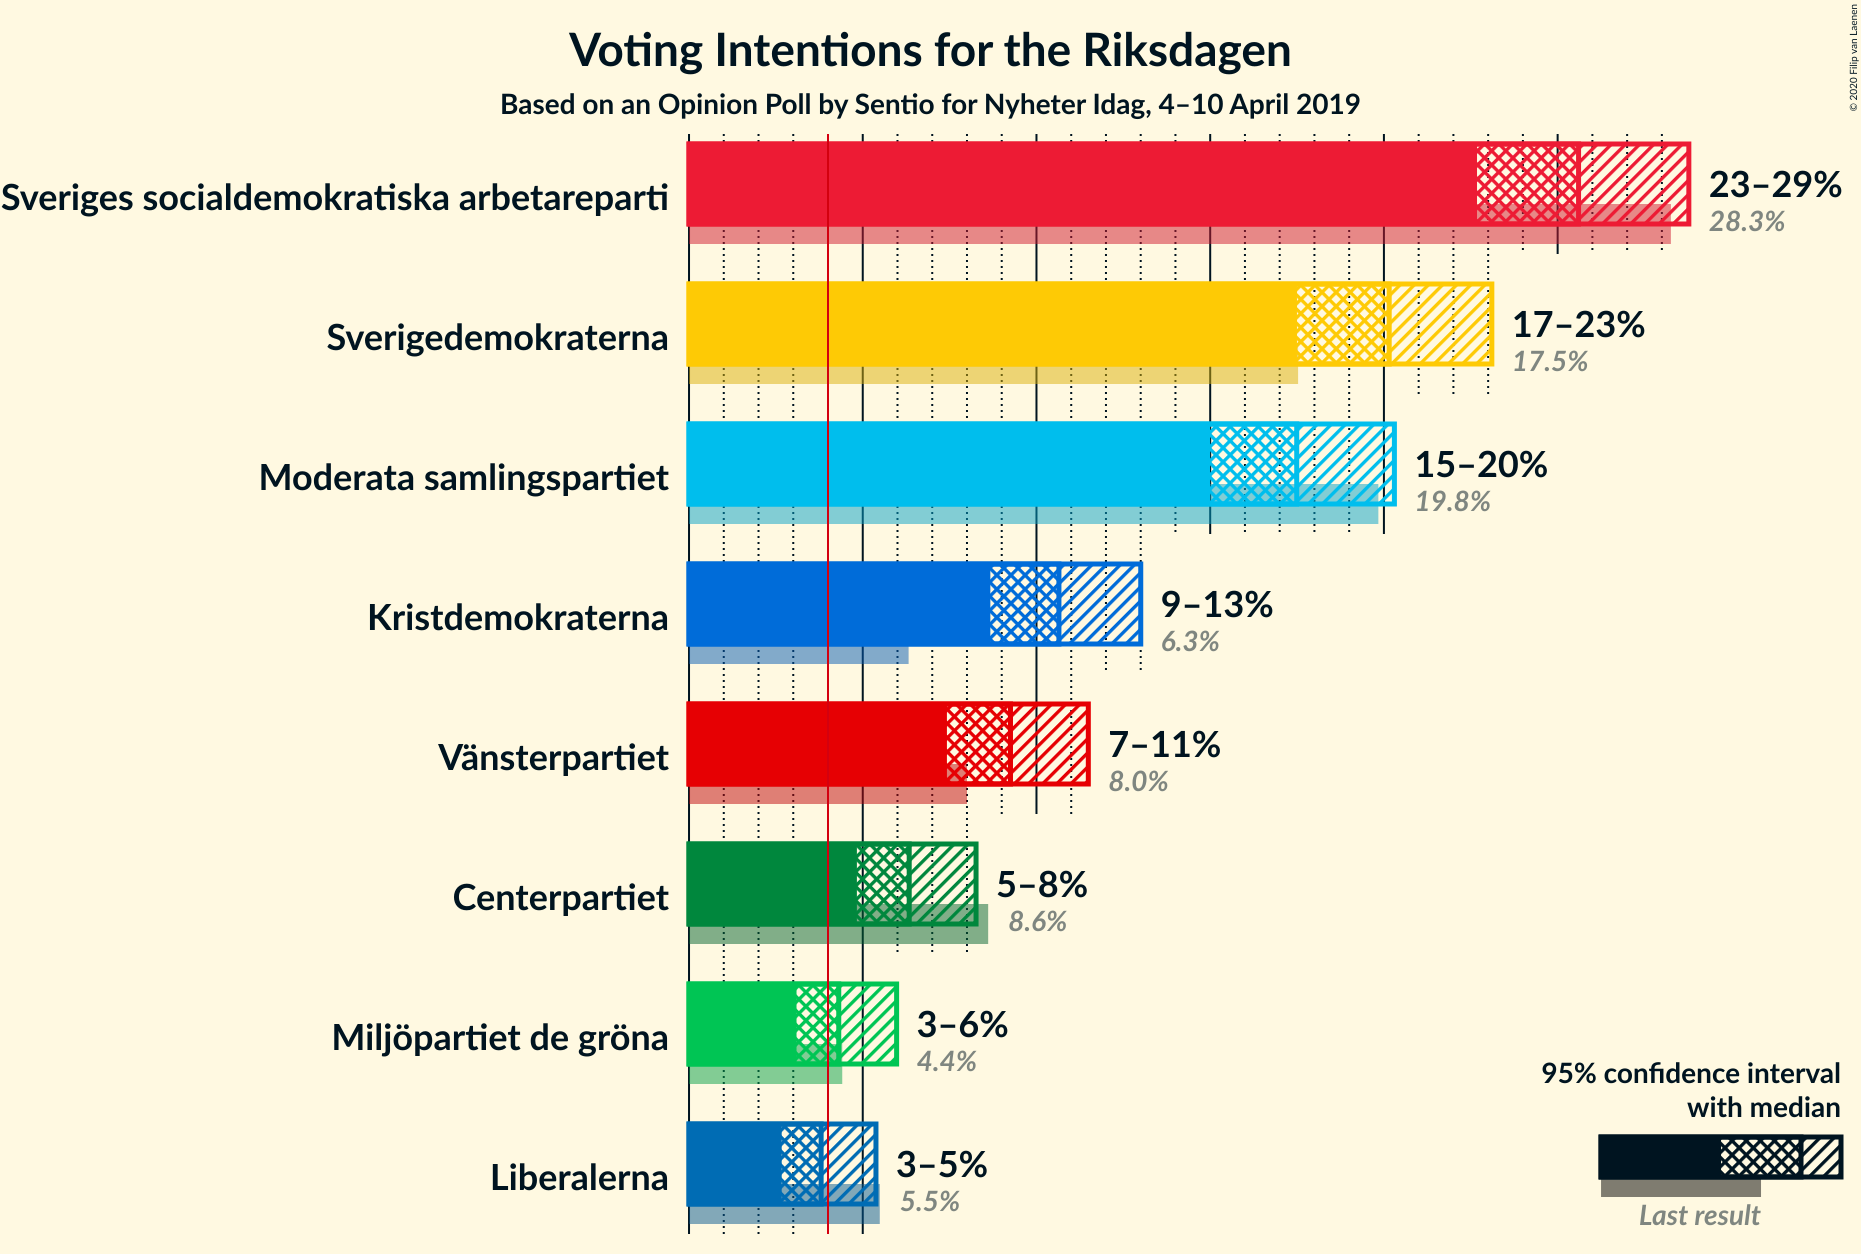 Voting Intentions for the Riksdagen
Based on an Opinion Poll by Sentio for Nyheter Idag, 4–10 April 2019
© 2020 Filip van Laenen
Sveriges socialdemokratiska arbetareparti
23–29%
28.3%
Sverigedemokraterna
17–23%
17.5%
Moderata samlingspartiet
15–20%
19.8%
Kristdemokraterna
9–13%
6.3%
Vänsterpartiet
7–11%
8.0%
Centerpartiet
5–8%
8.6%
Miljöpartiet de gröna
3–6%
4.4%
Liberalerna
3–5%
5.5%
95% confidence interval
with median
Last result